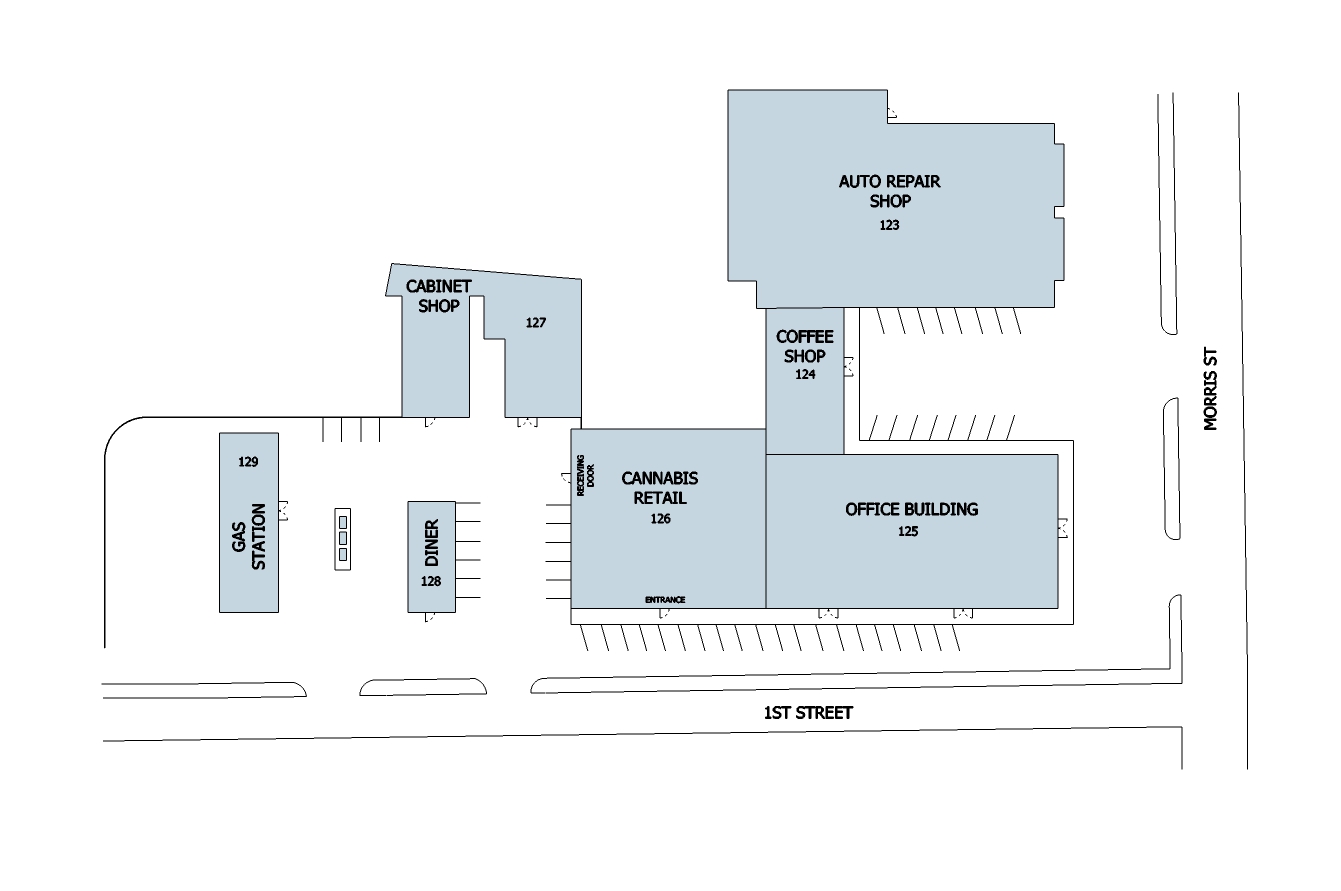 AUTO REPAIR
SHOP
123
CABINET
SHOP
127
COFFEE
SHOP
124
MORRIS ST
129
GAS
STATION
DINER
128
RECEIVING
DOOR
CANNABIS
RETAIL
126
ENTRANCE
OFFICE BUILDING
125
1ST STREET